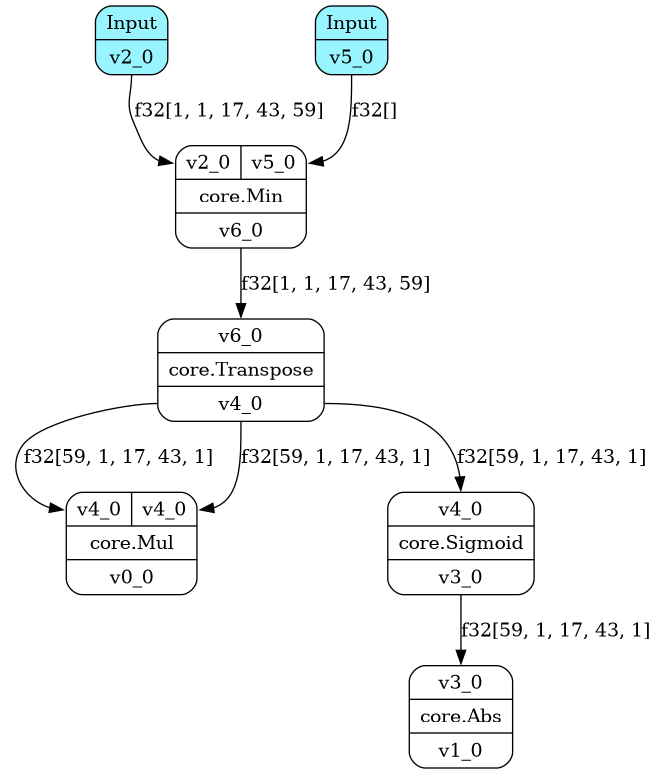 Input
v2_0
Input
v5_0
f32[1, 1, 17, 43, 59]
f32[]
v2_0 v5_0
core.Min
v6_0
f32[1, 1, 17, 43, 59]
v6_0
core.Transpose
v4_0
f32[59, 1, 17, 43, 1]
f32[59, 1, 17, 43, 1]
f32[59, 1, 17, 43, 1]
v4_0 v4_0
core.Mul
v0_0
v4_0
core.Sigmoid
v3_0
f32[59, 1, 17, 43, 1]
v3_0
core.Abs
v1_0